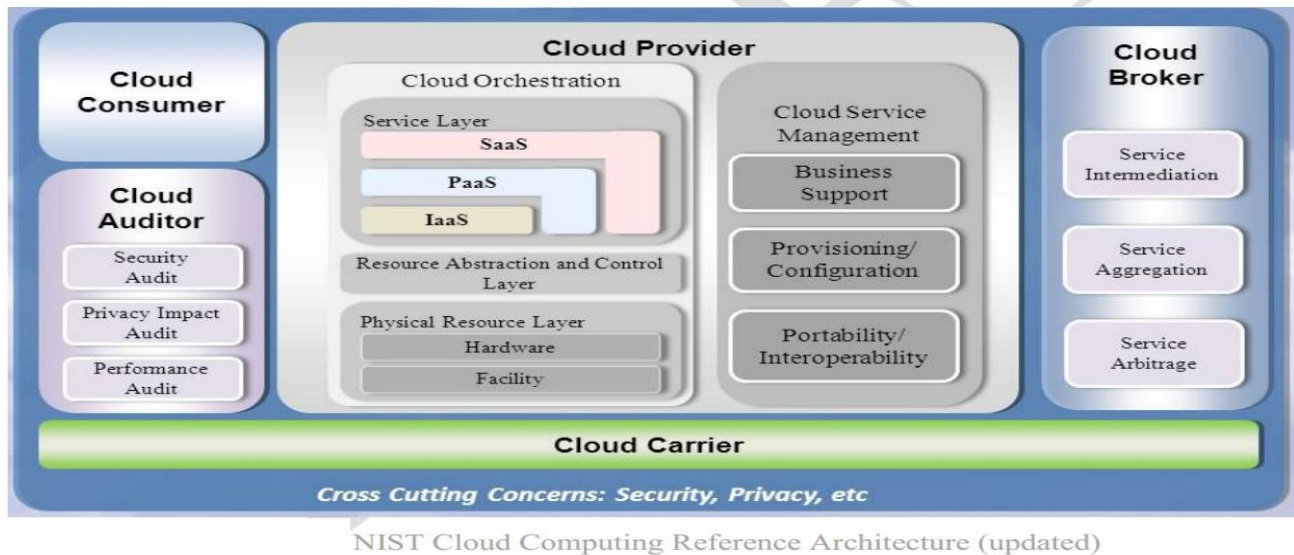 Cloud
Consumer
Cloud
Auditor
Security
Audit
Privacy Impact
Audit
Performance
Audit
Cloud Provider
Cloud Orchestration
Service Layer
SaaS
PaaS
IaaS
Resource Abstraction and Control
Layer
Physical Resource Layer
Hardware
Facility
Cloud Service
Management
Business
Support
Provisioning/
Configuration
Portability/
Interoperability
Cloud
Broker
Service
Intermediation
Service
Aggregation
Service
Arbitrage
Cloud Carrier
Cross Cutting Concerns: Security, Privacy, etc
NIST Cloud Computing Reference Architecture (updated)